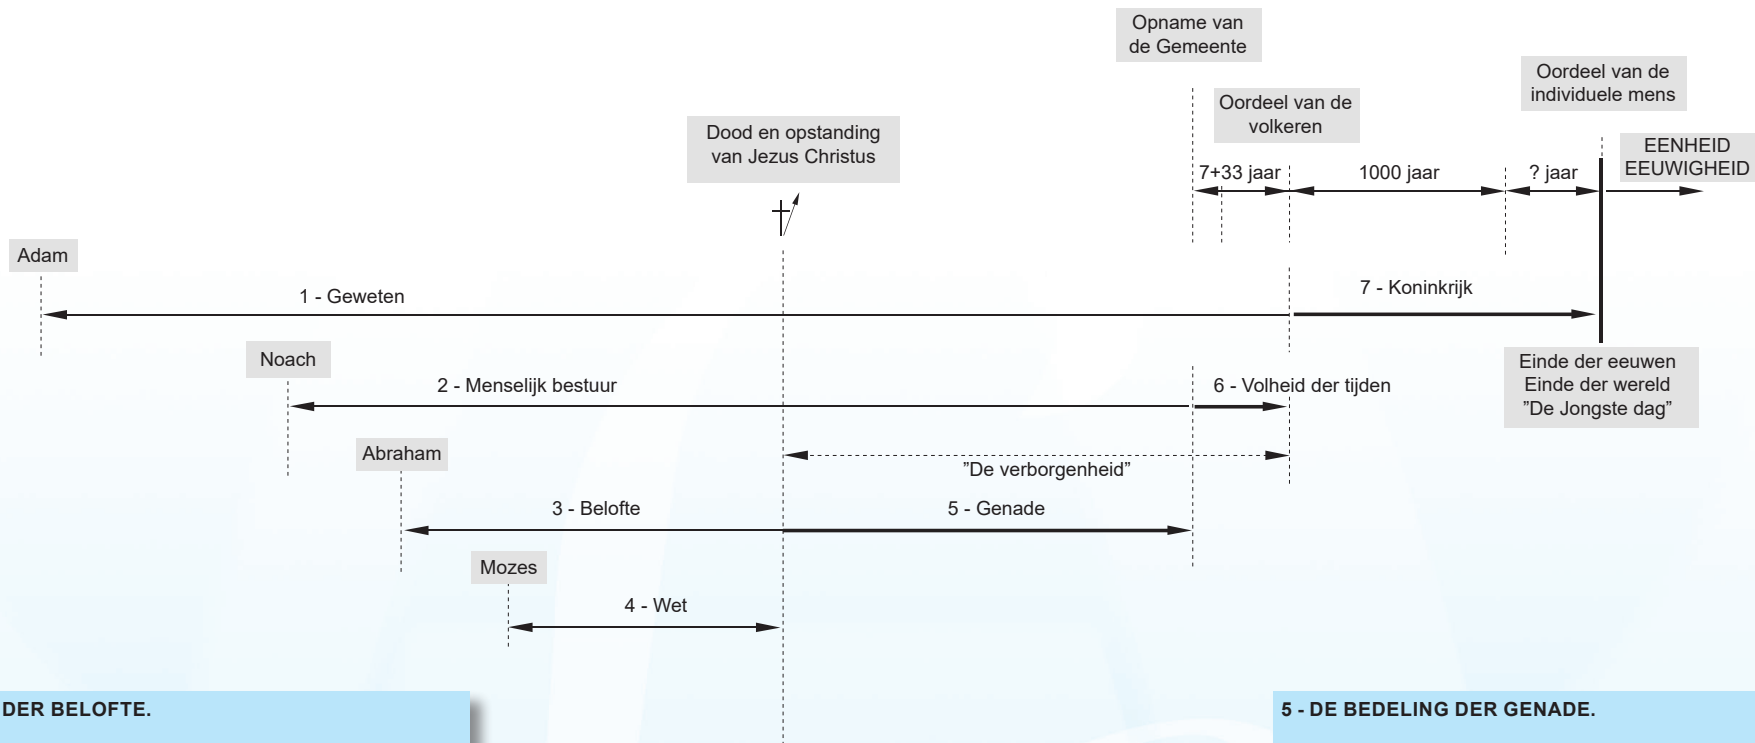 Opname van
de Gemeente
Oordeel van de
individuele mens
Oordeel van de
volkeren
Dood en opstanding
van Jezus Christus
EENHEID
EEUWIGHEID
7+33 jaar
1000 jaar
? jaar
Adam
1 - Geweten
7 - Koninkrijk
Noach
2 - Menselijk bestuur
6 - Volheid der tijden
Einde der eeuwen
Einde der wereld
”De Jongste dag”
Abraham
”De verborgenheid”
3 - Belofte
5 - Genade
Mozes
4 - Wet
DER BELOFTE.
5 - DE BEDELING DER GENADE.